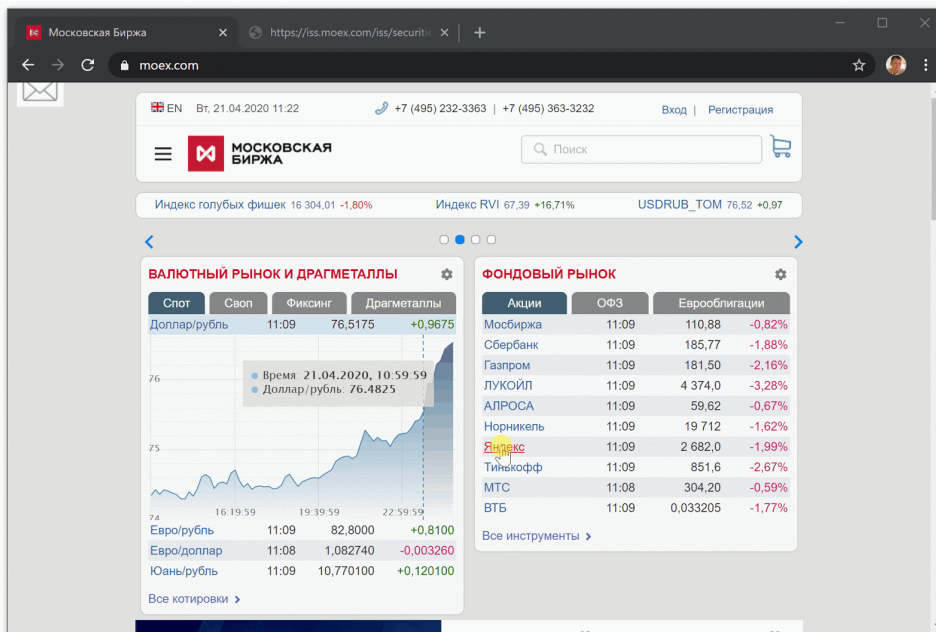 Московская Биржа
https://iss.moex.com/iss/securiti
moex.com
EN Вт, 21.04.2020 11:22 +7 (495) 232-3363 | +7 (495) 363-3232 Вход | Регистрация
МОСКОВСКАЯ
БИРЖА
Поиск
Индекс голубых фишек 16 304,01 -1,80% Индекс RVI 67,39 +16,71% USDRUB_TOM 76,52 +0,97
ВАЛЮТНЫЙ РЫНОК И ДРАГМЕТАЛЛЫ
Спот Своп Фиксинг Драгметаллы
Доллар/рубль 11:09 76,5175 +0,9675
Время: 21.04.2020, 10:59:59
Доллар/рубль: 76.4825
76
75
74
16:19:59 19:39:59 22:59:59
Евро/рубль 11:09 82,8000 +0,8100
Евро/доллар 11:08 1,082740 -0,003260
Юань/рубль 11:09 10,770100 +0,120100
Все котировки
ФОНДОВЫЙ РЫНОК
Акции ОФЗ Еврооблигации
Мосбиржа 11:09 110,88 -0,82%
Сбербанк 11:09 185,77 -1,88%
Газпром 11:09 181,50 -2,16%
ЛУКОЙЛ 11:09 4 374,0 -3,28%
АЛРОСА 11:09 59,62 -0,67%
Норникель 11:09 19 712 -1,62%
Яндекс 11:09 2 682,0 -1,99%
Тинькофф 11:09 851,6 -2,67%
МТС 11:08 304,20 -0,59%
ВТБ 11:09 0,033205 -1,77%
Все инструменты